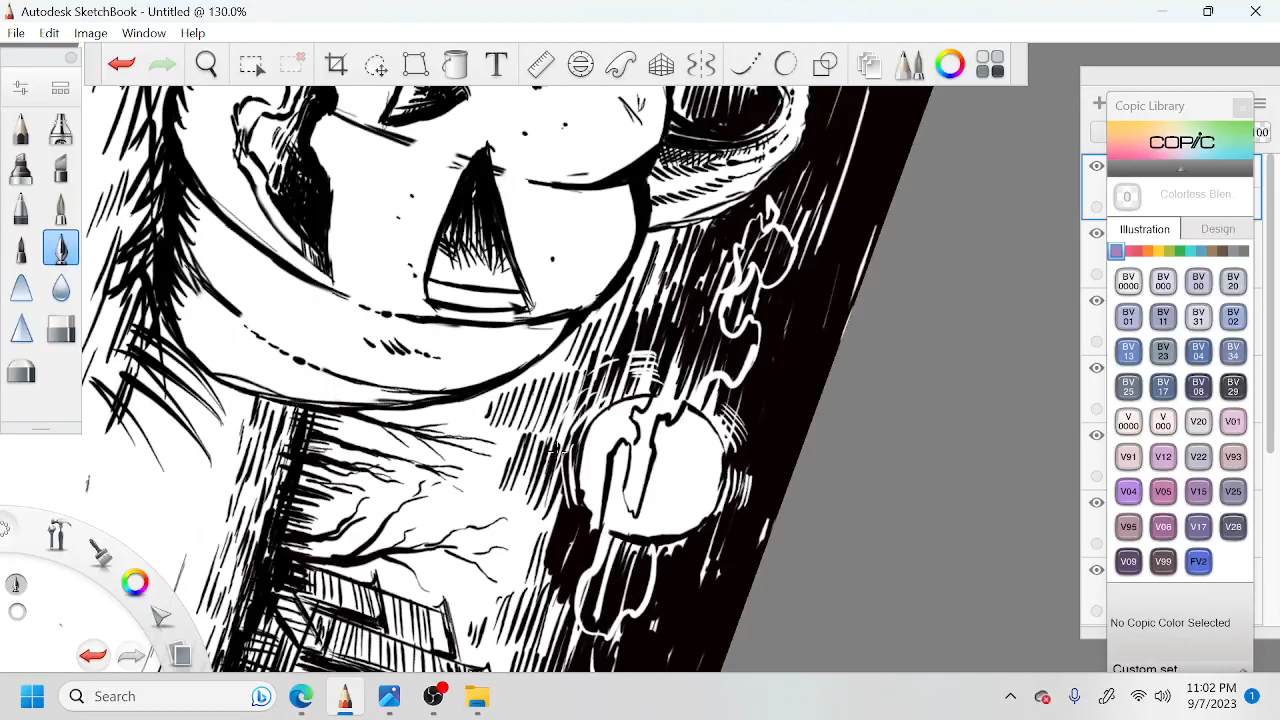 Autodesk SketchBook - Untitled @ 130.0%
File Edit Image Window Help
T
Copic Library
00
COPIC
0 Colorless Blen..
Illustration Design
BV 0000 BV 000 BV 00 BV 20
BV 01 BV 11 BV 31 BV 02
BV 13 BV 23 BV 04 BV 34
BV 25 BV 17 BV 08 BV 29
V 0000 V 000 V20 V01
V91 V12 V22 V93
V04 V05 V15 V25
V95 V06 V17 V28
V09 V99 FV2
No Copic Color Selected
Custom set
Search
11:02 PM
9/7/2023
1